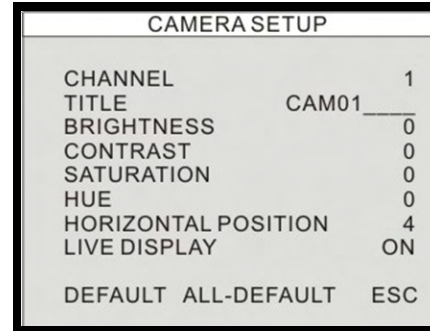 CAMERA SETUP
CHANNEL 1
TITLE CAM01____
BRIGHTNESS 0
CONTRAST 0
SATURATION 0
HUE 0
HORIZONTAL POSITION 4
LIVE DISPLAY ON
DEFAULT ALL-DEFAULT ESC